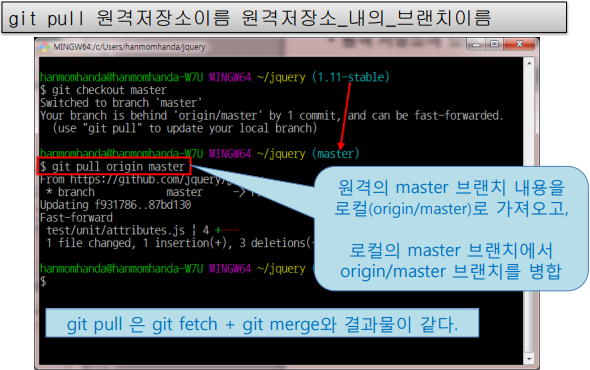 git pull 원격저장소이름 원격저장소_내의_브랜치이름
MINGW64:/c/Users/hanmomhanda/jquery
hanmomhanda@hanmomhanda-W7U MINGW64 ~/jquery (1.11-stable)
$ git checkout master
Switched to branch 'master'
Your branch is behind 'origin/master' by 1 commit, and can be fast-forwarded.
(use "git pull" to update your local branch)
hanmomhanda@hanmomhanda-W7U MINGW64 ~/jquery (master)
$ git pull origin master
From https://github.com/jquery/
* branch master ->
Updating f931786..87bd130
Fast-forward
test/unit/attributes.js | 4 +---
1 file changed, 1 insertion(+), 3 deletions(-
hanmomhanda@hanmomhanda-W7U MINGW64 ~/jquery
$
원격의 master 브랜치 내용을
로컬(origin/master)로 가져오고,
로컬의 master 브랜치에서
origin/master 브랜치를 병합
git pull 은 git fetch + git merge와 결과물이 같다.